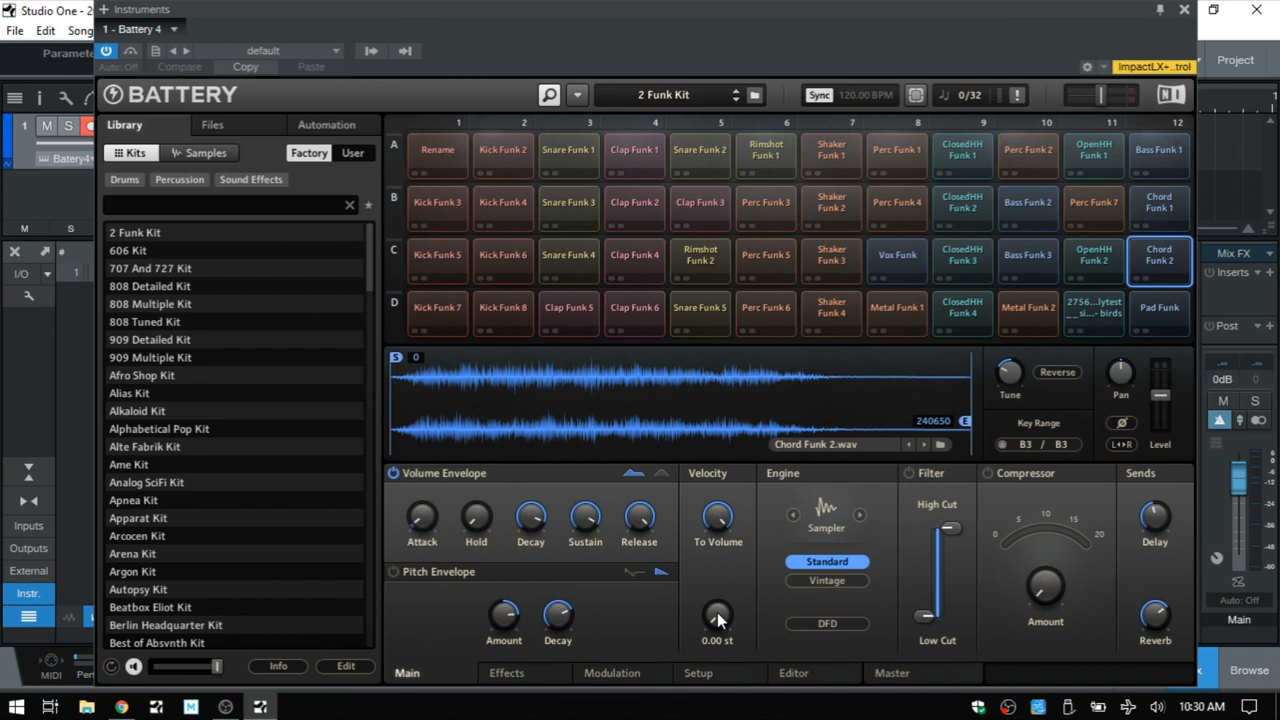 Studio One - 2
Instruments
File Edit Song
1 - Battery 4
default
Auto: Off Compare Copy Paste
ImpactLX+..trol
Project
BATTERY
2 Funk Kit
Sync 120.00 BPM
0/32
Library Files Automation
Kits Samples Factory User
Drums Percussion Sound Effects
1 2 3 4 5 6 7 8 9 10 11 12
A Rename Kick Funk 2 Snare Funk 1 Clap Funk 1 Snare Funk 2 Rimshot Funk 1 Shaker Funk 1 Perc Funk 1 ClosedHH Funk 1 Perc Funk 2 OpenHH Funk 1 Bass Funk 1
B Kick Funk 3 Kick Funk 4 Snare Funk 3 Clap Funk 2 Clap Funk 3 Perc Funk 3 Shaker Funk 2 Perc Funk 4 ClosedHH Funk 2 Bass Funk 2 Perc Funk 7 Chord Funk 1
C Kick Funk 5 Kick Funk 6 Snare Funk 4 Clap Funk 4 Rimshot Funk 2 Perc Funk 5 Shaker Funk 3 Vox Funk ClosedHH Funk 3 Bass Funk 3 OpenHH Funk 2 Chord Funk 2
D Kick Funk 7 Kick Funk 8 Clap Funk 5 Clap Funk 6 Snare Funk 5 Perc Funk 6 Shaker Funk 4 Metal Funk 1 ClosedHH Funk 4 Metal Funk 2 2756...lytest __si...- birds Pad Funk
2 Funk Kit
606 Kit
707 And 727 Kit
808 Detailed Kit
808 Multiple Kit
808 Tuned Kit
909 Detailed Kit
909 Multiple Kit
Afro Shop Kit
Alias Kit
Alkaloid Kit
Alphabetical Pop Kit
Alte Fabrik Kit
Ame Kit
Analog SciFi Kit
Apnea Kit
Apparat Kit
Arcocen Kit
Arena Kit
Argon Kit
Autopsy Kit
Beatbox Eliot Kit
Berlin Headquarter Kit
Best of Absynth Kit
Info Edit
S 0
240650 E
Chord Funk 2.wav
Tune Reverse
Key Range
B3 / B3
Pan
L R Level
Volume Envelope Velocity Engine Filter Compressor Sends
Attack Hold Decay Sustain Release
To Volume
Sampler
Standard
Vintage
DFD
High Cut
Low Cut
0 5 10 15 20
Amount
Delay
Reverb
Pitch Envelope
Amount Decay
0.00 st
Main Effects Modulation Setup Editor Master
Parameter
1 M S
Batery4
M S
I/O 1
Inputs
Outputs
External
Instr.
MIDI
Mix FX
Inserts
Post
0dB 0
M S
0
6
12
24
36
48
72
Auto: Off
Main
Browse
10:30 AM